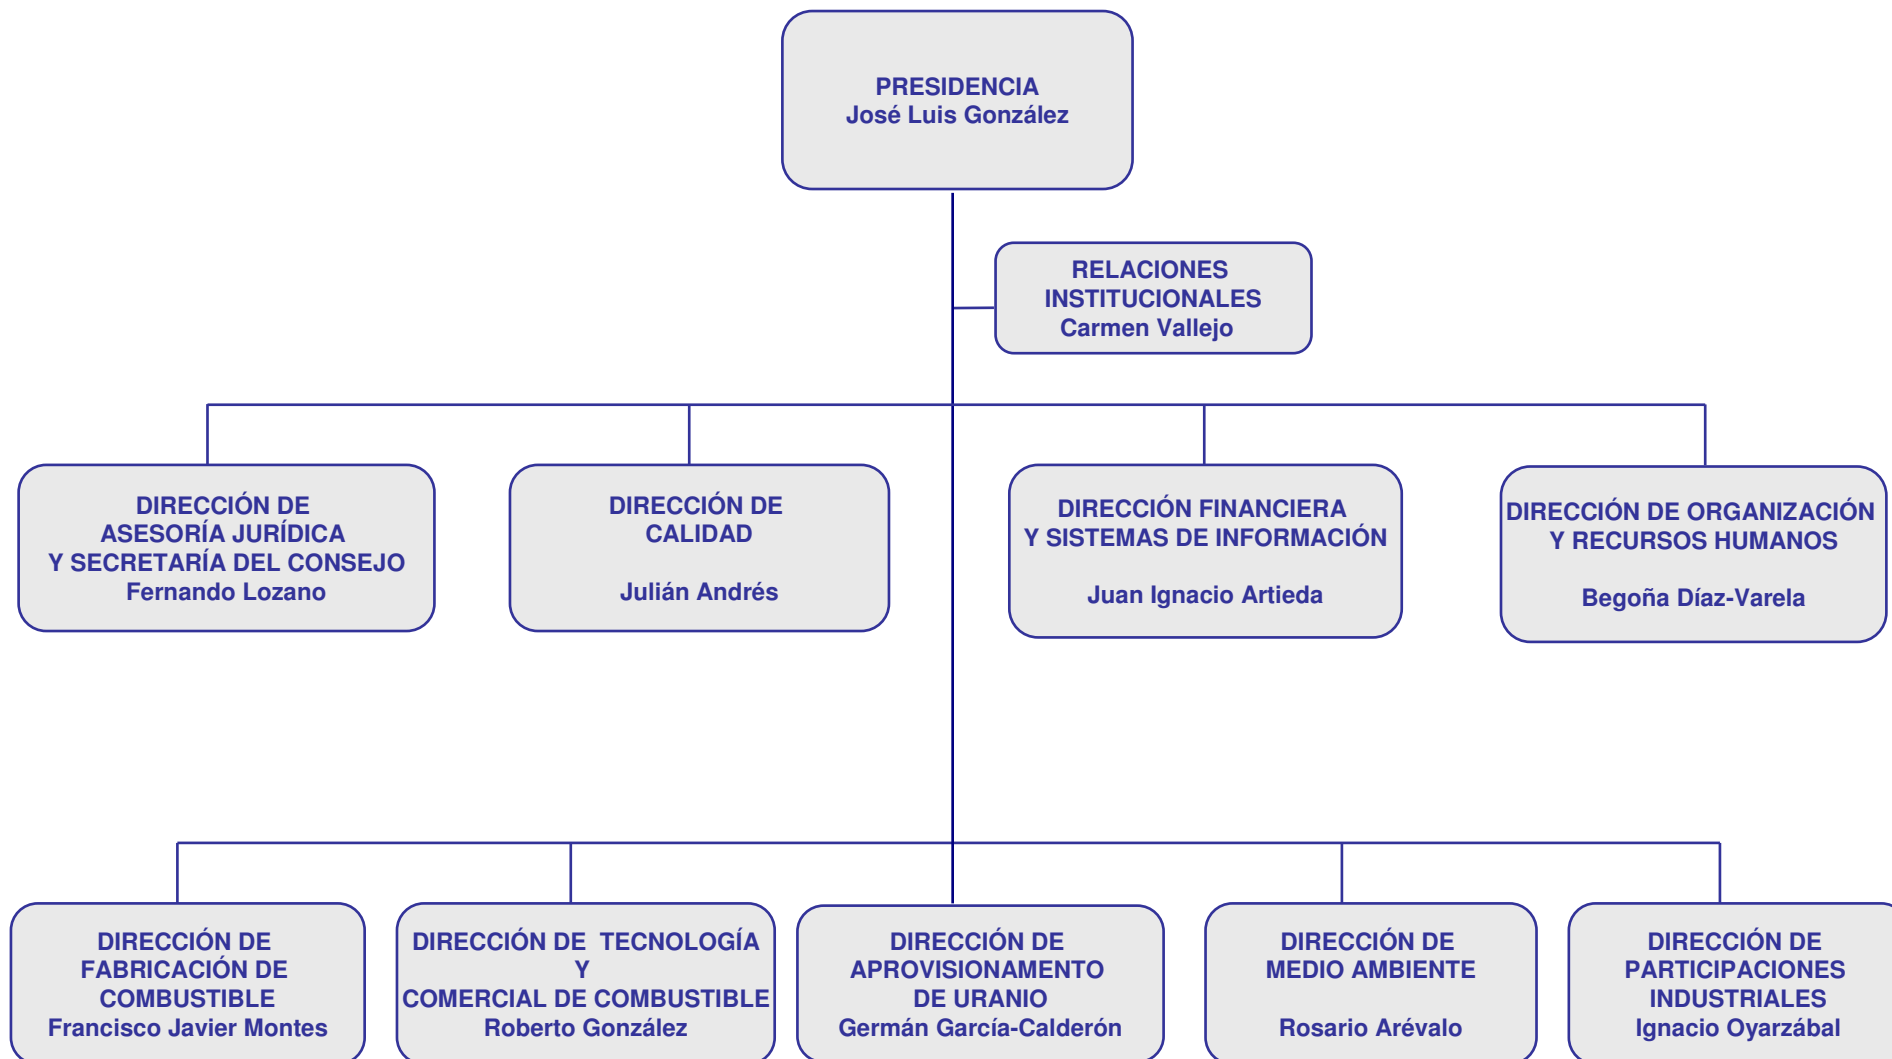 PRESIDENCIA
José Luis González
RELACIONES
INSTITUCIONALES
Carmen Vallejo
DIRECCIÓN DE
ASESORÍA JURÍDICA
Y SECRETARÍA DEL CONSEJO
Fernando Lozano
DIRECCIÓN DE
CALIDAD
Julián Andrés
DIRECCIÓN FINANCIERA
Y SISTEMAS DE INFORMACIÓN
Juan Ignacio Artieda
DIRECCIÓN DE ORGANIZACIÓN
Y RECURSOS HUMANOS
Begoña Díaz-Varela
DIRECCIÓN DE
FABRICACIÓN DE
COMBUSTIBLE
Francisco Javier Montes
DIRECCIÓN DE TECNOLOGÍA
Y
COMERCIAL DE COMBUSTIBLE
Roberto González
DIRECCIÓN DE
APROVISIONAMENTO
DE URANIO
Germán García-Calderón
DIRECCIÓN DE
MEDIO AMBIENTE
Rosario Arévalo
DIRECCIÓN DE
PARTICIPACIONES
INDUSTRIALES
Ignacio Oyarzábal